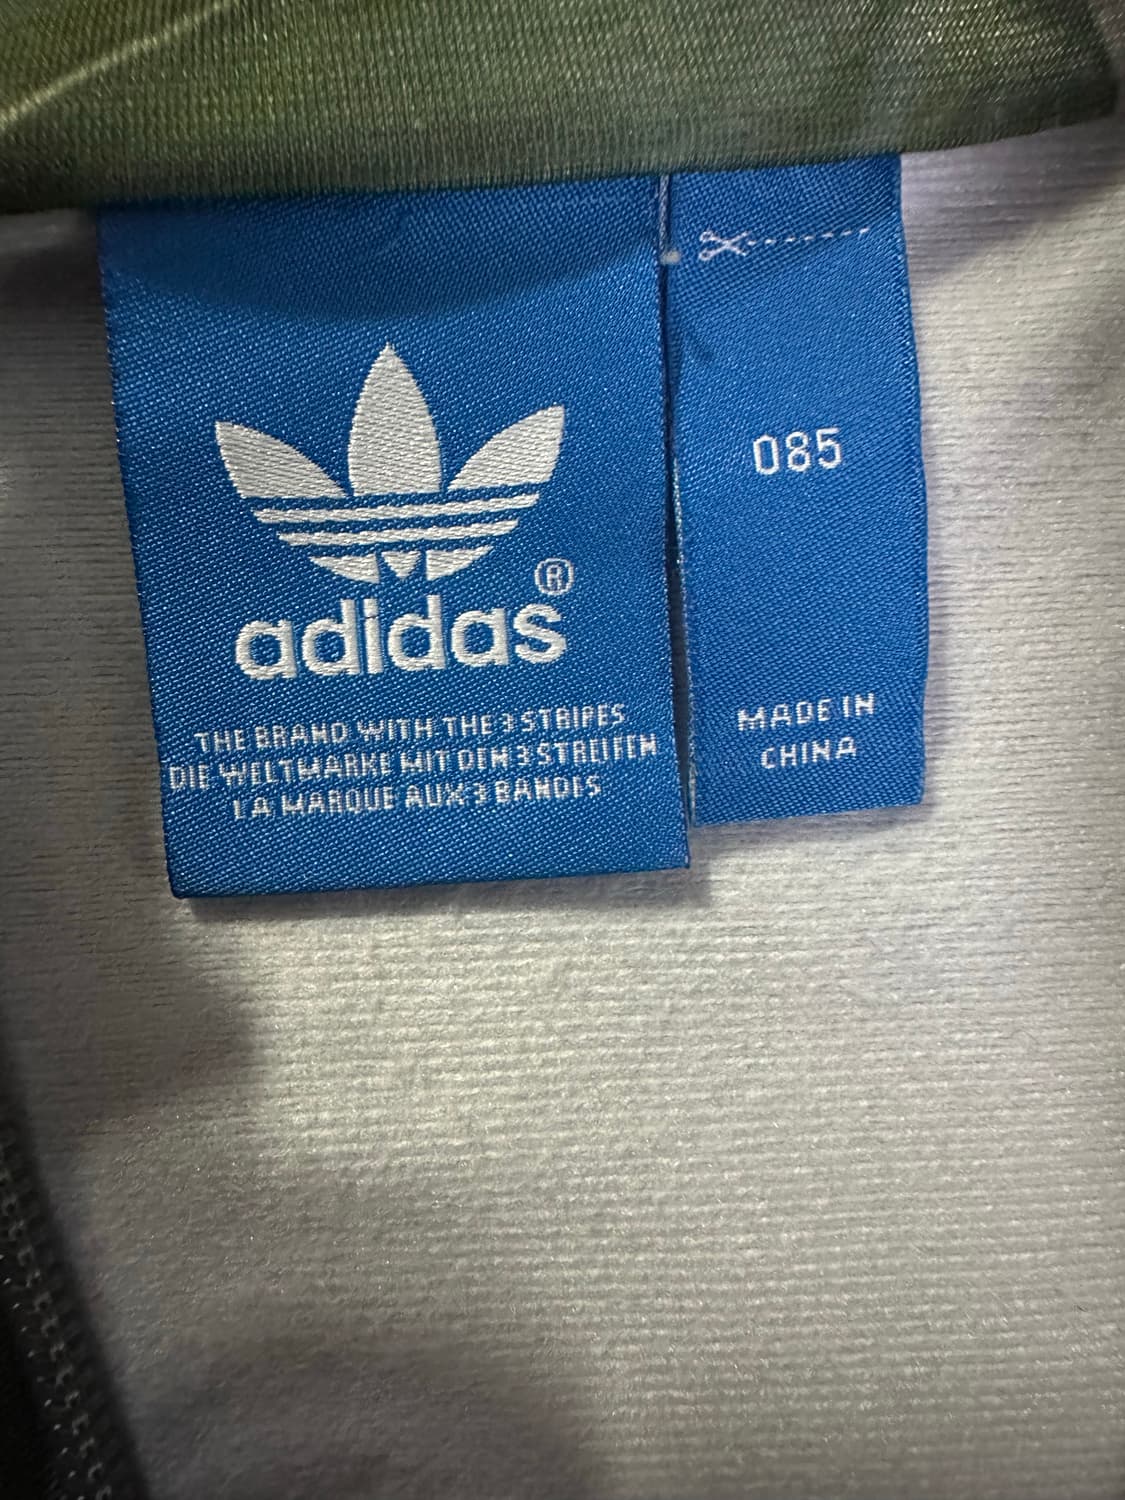 adidas®
THE BRAND WITH THE 3 STRIPES
DIE WELTMARKE MIT DEN 3 STREIFEN
LA MARQUE AUX 3 BANDES
085
MADE IN
CHINA